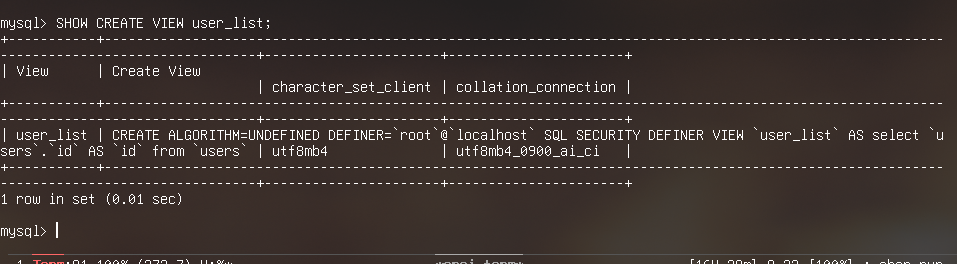 mysql> SHOW CREATE VIEW user_list;
+-----------+---------------------------------------------------------------------------------------------------------
--------------------------------+----------------------+----------------------+
| View      | Create View
                                | character_set_client | collation_connection |
+-----------+---------------------------------------------------------------------------------------------------------
--------------------------------+----------------------+----------------------+
| user_list | CREATE ALGORITHM=UNDEFINED DEFINER=`root`@`localhost` SQL SECURITY DEFINER VIEW `user_list` AS select `u
sers`.`id` AS `id` from `users` | utf8mb4              | utf8mb4_0900_ai_ci   |
+-----------+---------------------------------------------------------------------------------------------------------
--------------------------------+----------------------+----------------------+
1 row in set (0.01 sec)
mysql>